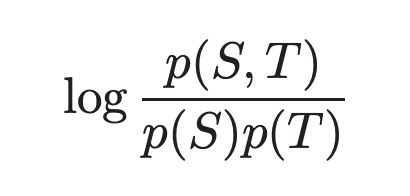 log p(S, T) / p(S)p(T)